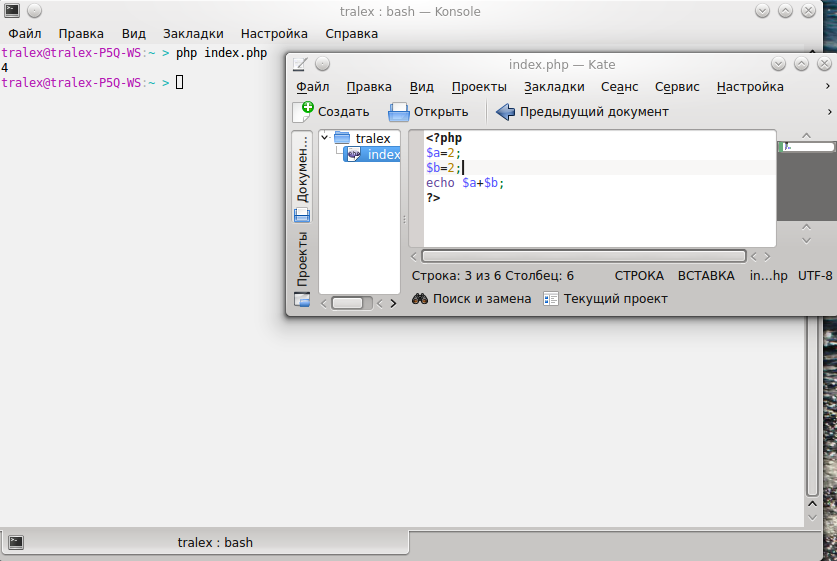 tralex : bash — Konsole
Файл Правка Вид Закладки Настройка Справка
tralex@tralex-P5Q-WS:~ > php index.php
4
tralex@tralex-P5Q-WS:~ >
index.php — Kate
Файл Правка Вид Проекты Закладки Сеанс Сервис Настройка
Создать Открыть Предыдущий документ
Докумен...
Проекты
tralex
index
<?php
$a=2;
$b=2;
echo $a+$b;
?>
Строка: 3 из 6 Столбец: 6 СТРОКА ВСТАВКА in...hp UTF-8
Поиск и замена Текущий проект
tralex : bash